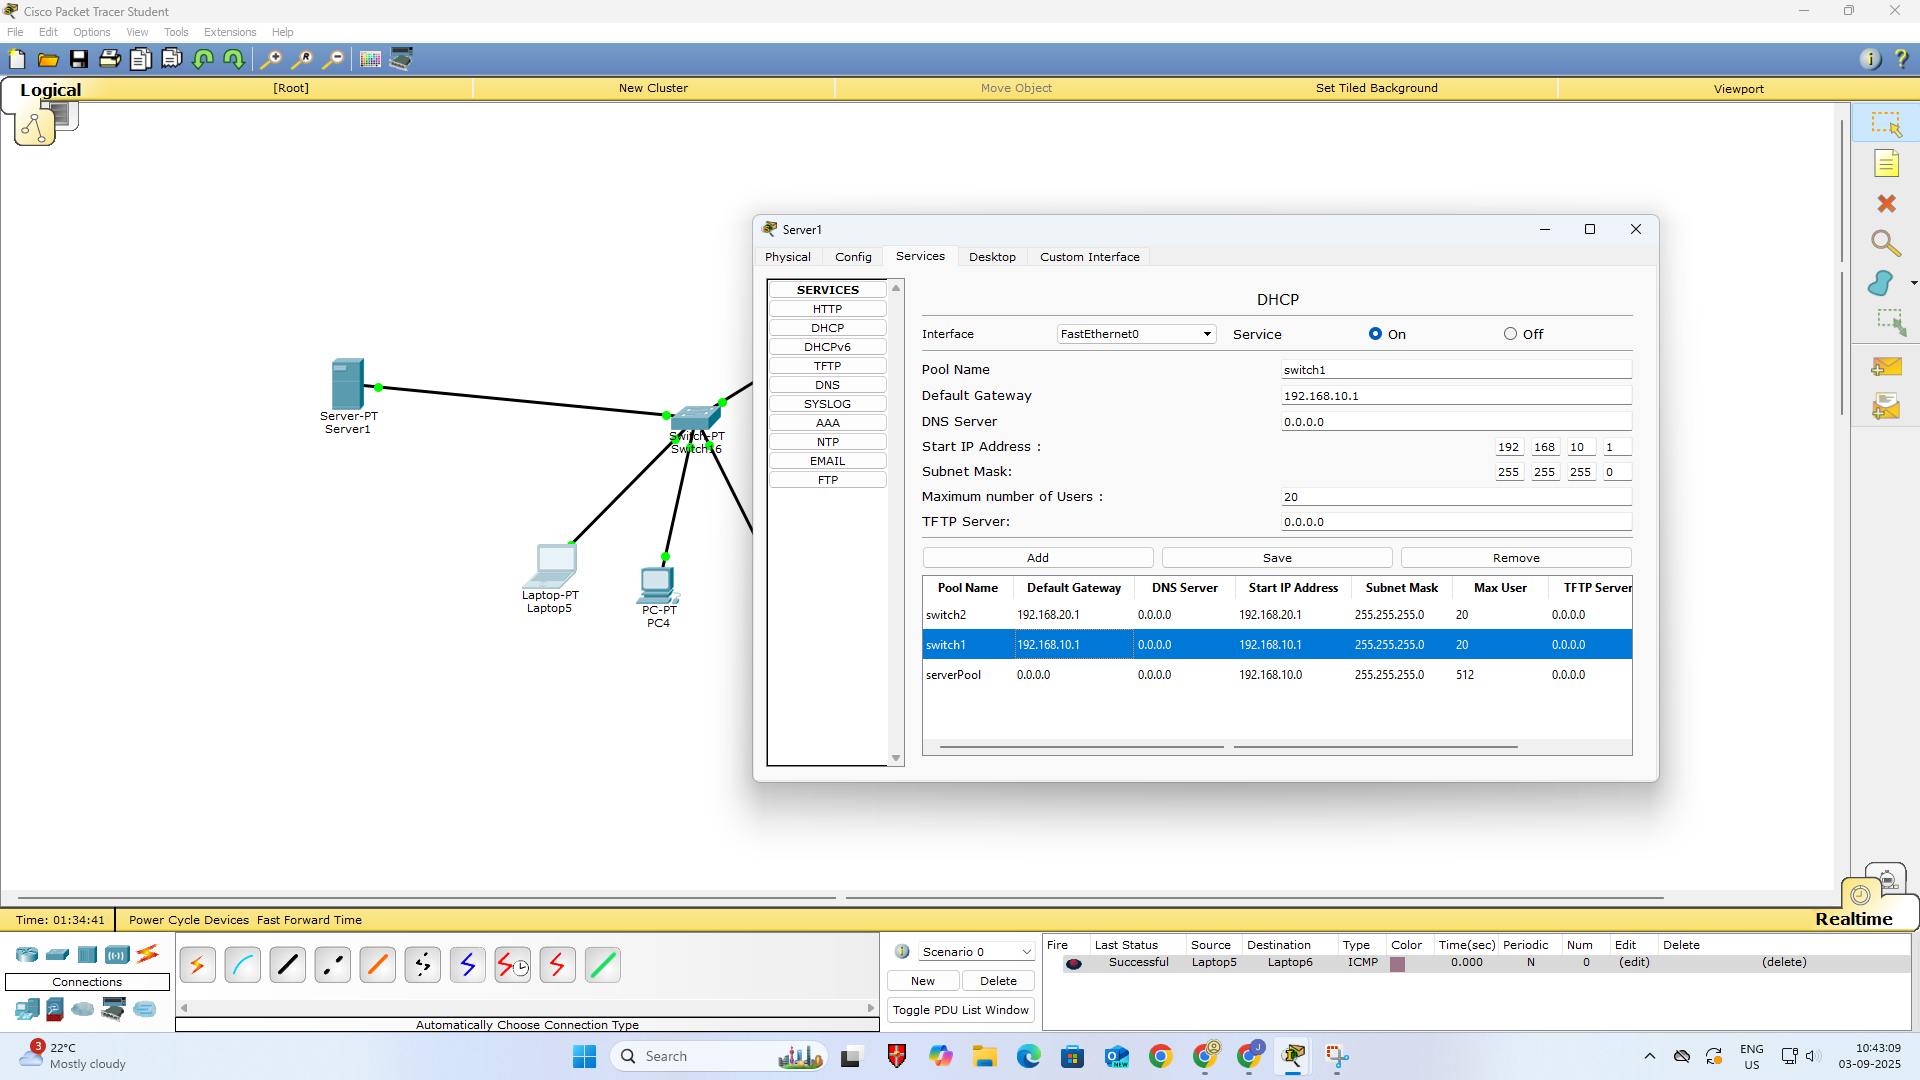 Cisco Packet Tracer Student
File Edit Options View Tools Extensions Help
Logical [Root] New Cluster Move Object Set Tiled Background Viewport
Server-PT
Server1
Switch-PT
Switch16
Laptop-PT
Laptop5
PC-PT
PC4
Server1
Physical Config Services Desktop Custom Interface
SERVICES
HTTP
DHCP
DHCPv6
TFTP
DNS
SYSLOG
AAA
NTP
EMAIL
FTP
DHCP
Interface FastEthernet0 Service On Off
Pool Name switch1
Default Gateway 192.168.10.1
DNS Server 0.0.0.0
Start IP Address : 192 168 10 1
Subnet Mask: 255 255 255 0
Maximum number of Users : 20
TFTP Server: 0.0.0.0
Add Save Remove
Pool Name Default Gateway DNS Server Start IP Address Subnet Mask Max User TFTP Server
switch2 192.168.20.1 0.0.0.0 192.168.20.1 255.255.255.0 20 0.0.0.0
switch1 192.168.10.1 0.0.0.0 192.168.10.1 255.255.255.0 20 0.0.0.0
serverPool 0.0.0.0 0.0.0.0 192.168.10.0 255.255.255.0 512 0.0.0.0
Time: 01:34:41 Power Cycle Devices Fast Forward Time Realtime
Connections
Automatically Choose Connection Type
Scenario 0
New Delete
Toggle PDU List Window
Fire Last Status Source Destination Type Color Time(sec) Periodic Num Edit Delete
Successful Laptop5 Laptop6 ICMP 0.000 N 0 (edit) (delete)
3
22°C
Mostly cloudy
Search
NEW
ENG
US
10:43:09
03-09-2025